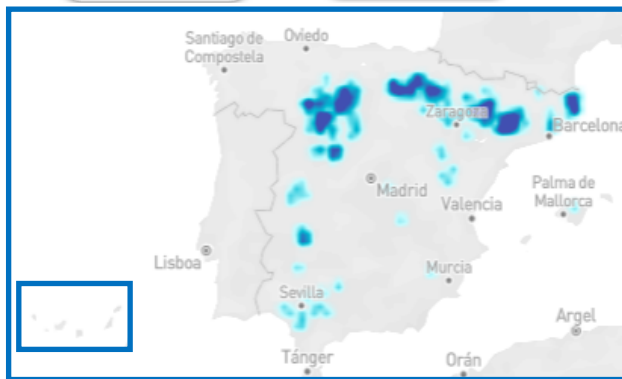 Santiago de
Compostela
Oviedo
Zaragoza
Barcelona
Madrid
Palma de
Mallorca
Valencia
Lisboa
Murcia
Sevilla
Argel
Tánger
Orán